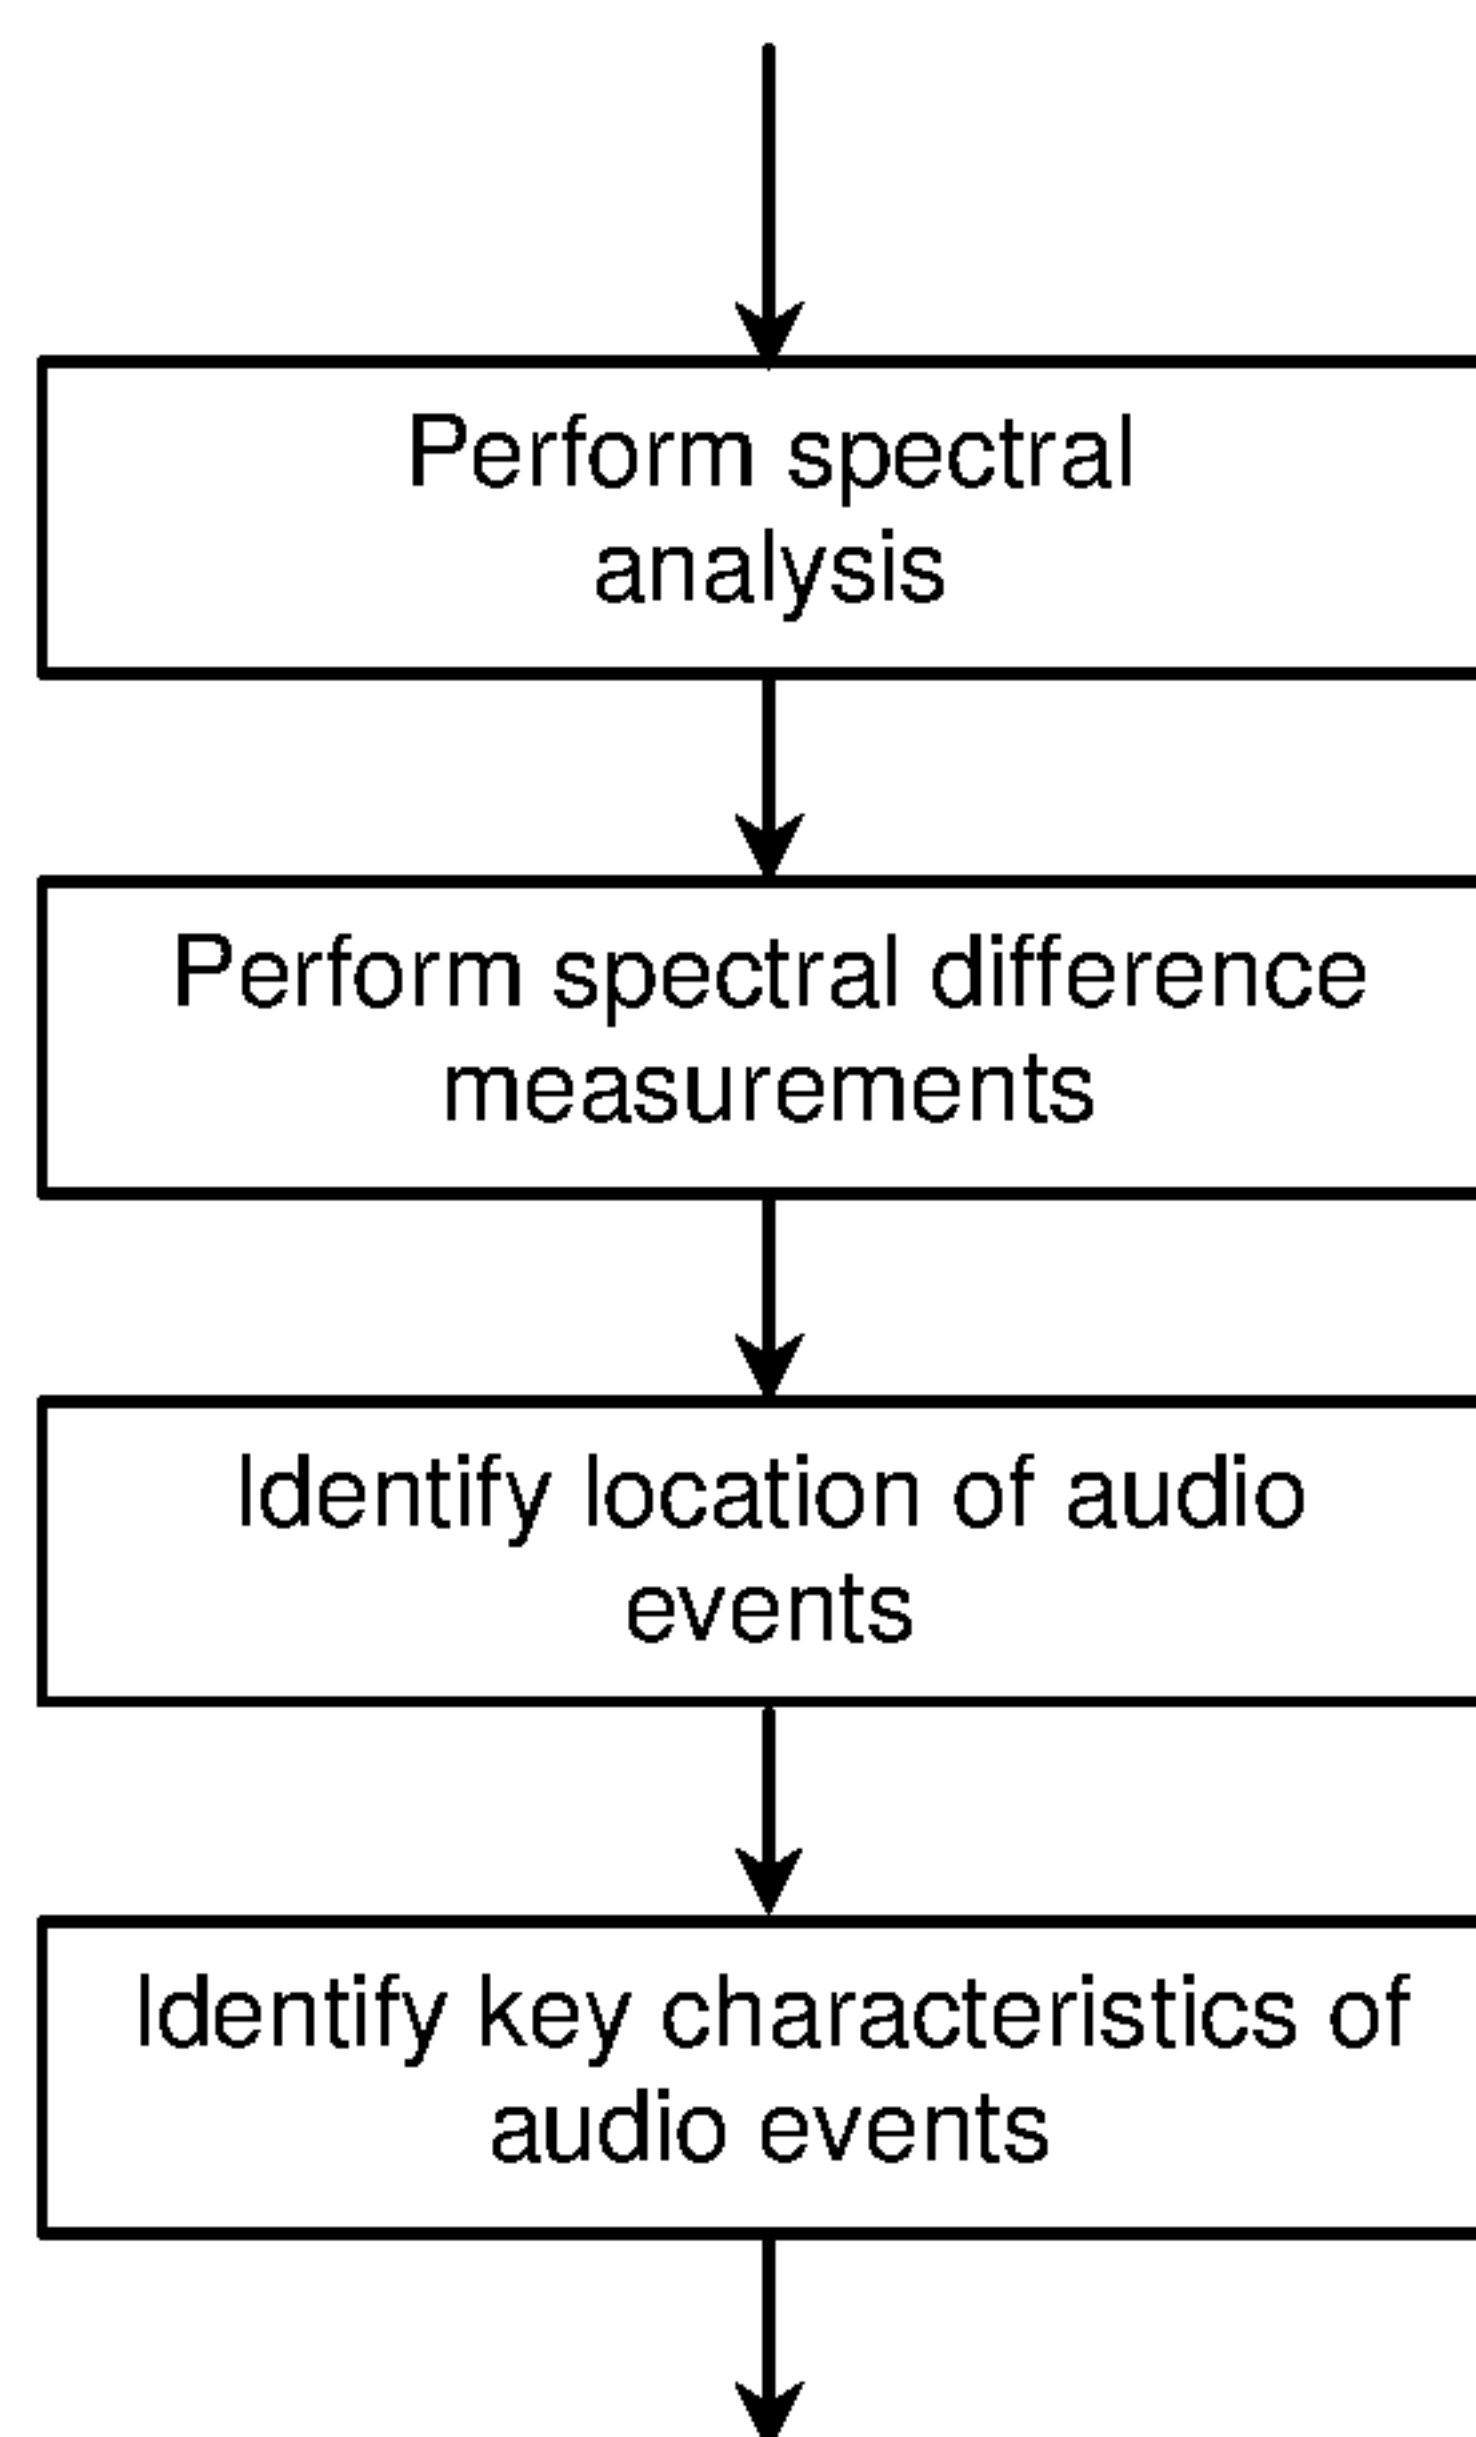 Perform spectral
analysis
Perform spectral difference
measurements
Identify location of audio
events
Identify key characteristics of
audio events